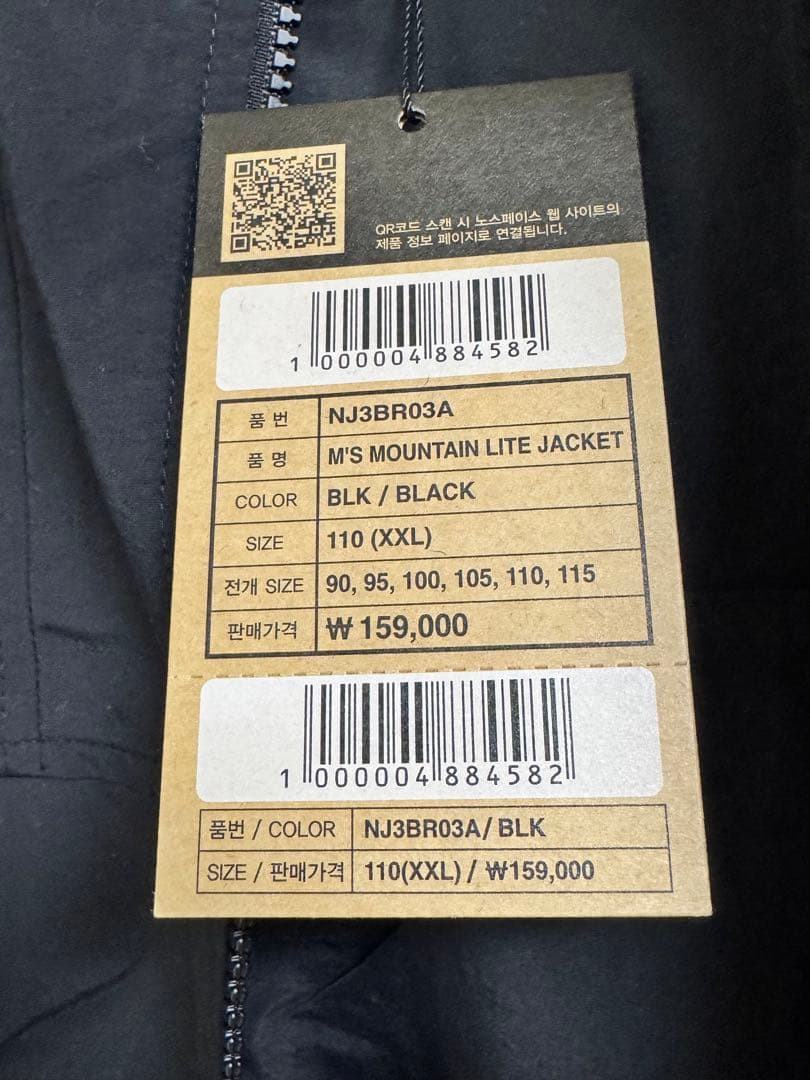 QR코드 스캔 시 노스페이스 웹 사이트의
제품 정보 페이지로 연결됩니다.
1 000004 884582
품 번 NJ3BR03A
품 명 M'S MOUNTAIN LITE JACKET
COLOR BLK / BLACK
SIZE 110 (XXL)
전개 SIZE 90, 95, 100, 105, 110, 115
판매가격 ₩ 159,000
1 000004 884582
품번 / COLOR NJ3BR03A/ BLK
SIZE / 판매가격 110(XXL) / ₩159,000